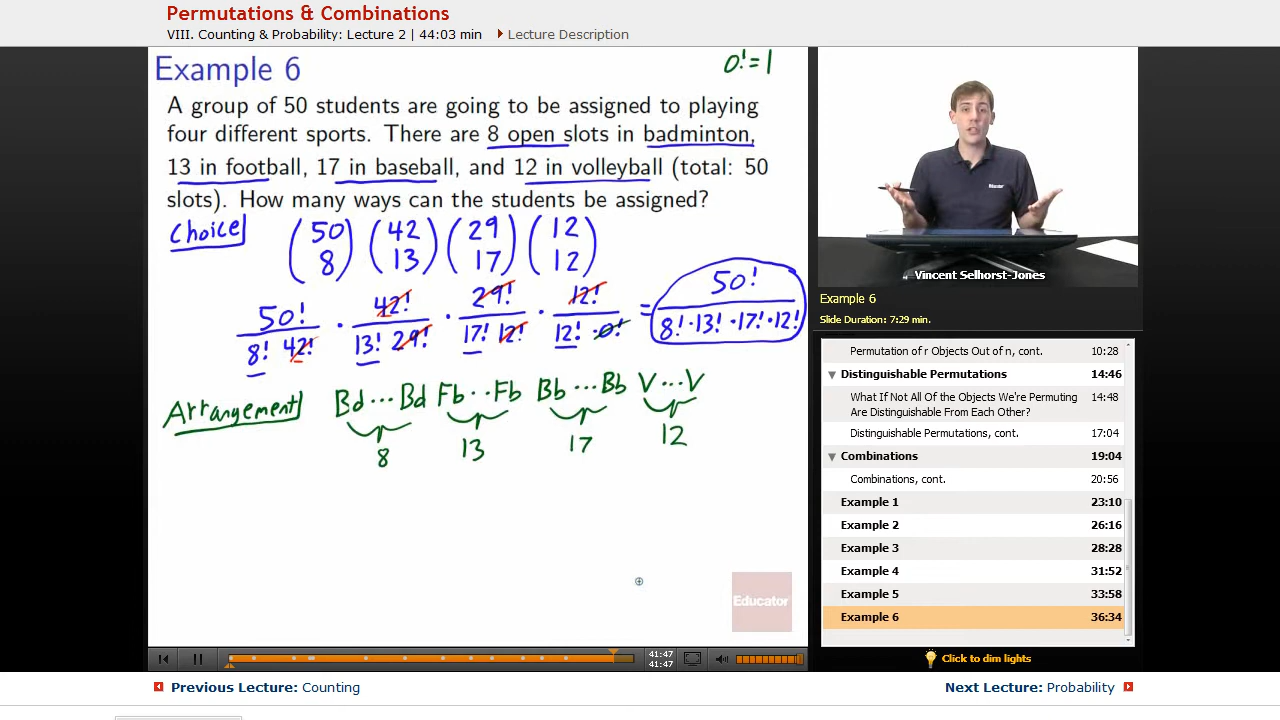 Permutations & Combinations
VIII. Counting & Probability: Lecture 2 | 44:03 min
Lecture Description
Example 6
0! = 1
A group of 50 students are going to be assigned to playing
four different sports. There are 8 open slots in badminton,
13 in football, 17 in baseball, and 12 in volleyball (total: 50
slots). How many ways can the students be assigned?
Choice (50 8) (42 13) (29 17) (12 12)
50!/(8! 42!) · 42!/(13! 29!) · 29!/(17! 12!) · 12!/(12! · 0!) = 50!/(8! · 13! · 17! · 12!)
Arrangement Bd...Bd Fb..Fb Bb...Bb V...V
8 13 17 12
Educator
41:47
41:47
Vincent Selhorst-Jones
Example 6
Slide Duration: 7:29 min.
Permutation of r Objects Out of n, cont. 10:28
Distinguishable Permutations 14:46
What If Not All of the Objects We're Permuting 14:48
Are Distinguishable From Each Other?
Distinguishable Permutations, cont. 17:04
Combinations 19:04
Combinations, cont. 20:56
Example 1 23:10
Example 2 26:16
Example 3 28:28
Example 4 31:52
Example 5 33:58
Example 6 36:34
Click to dim lights
Previous Lecture: Counting
Next Lecture: Probability